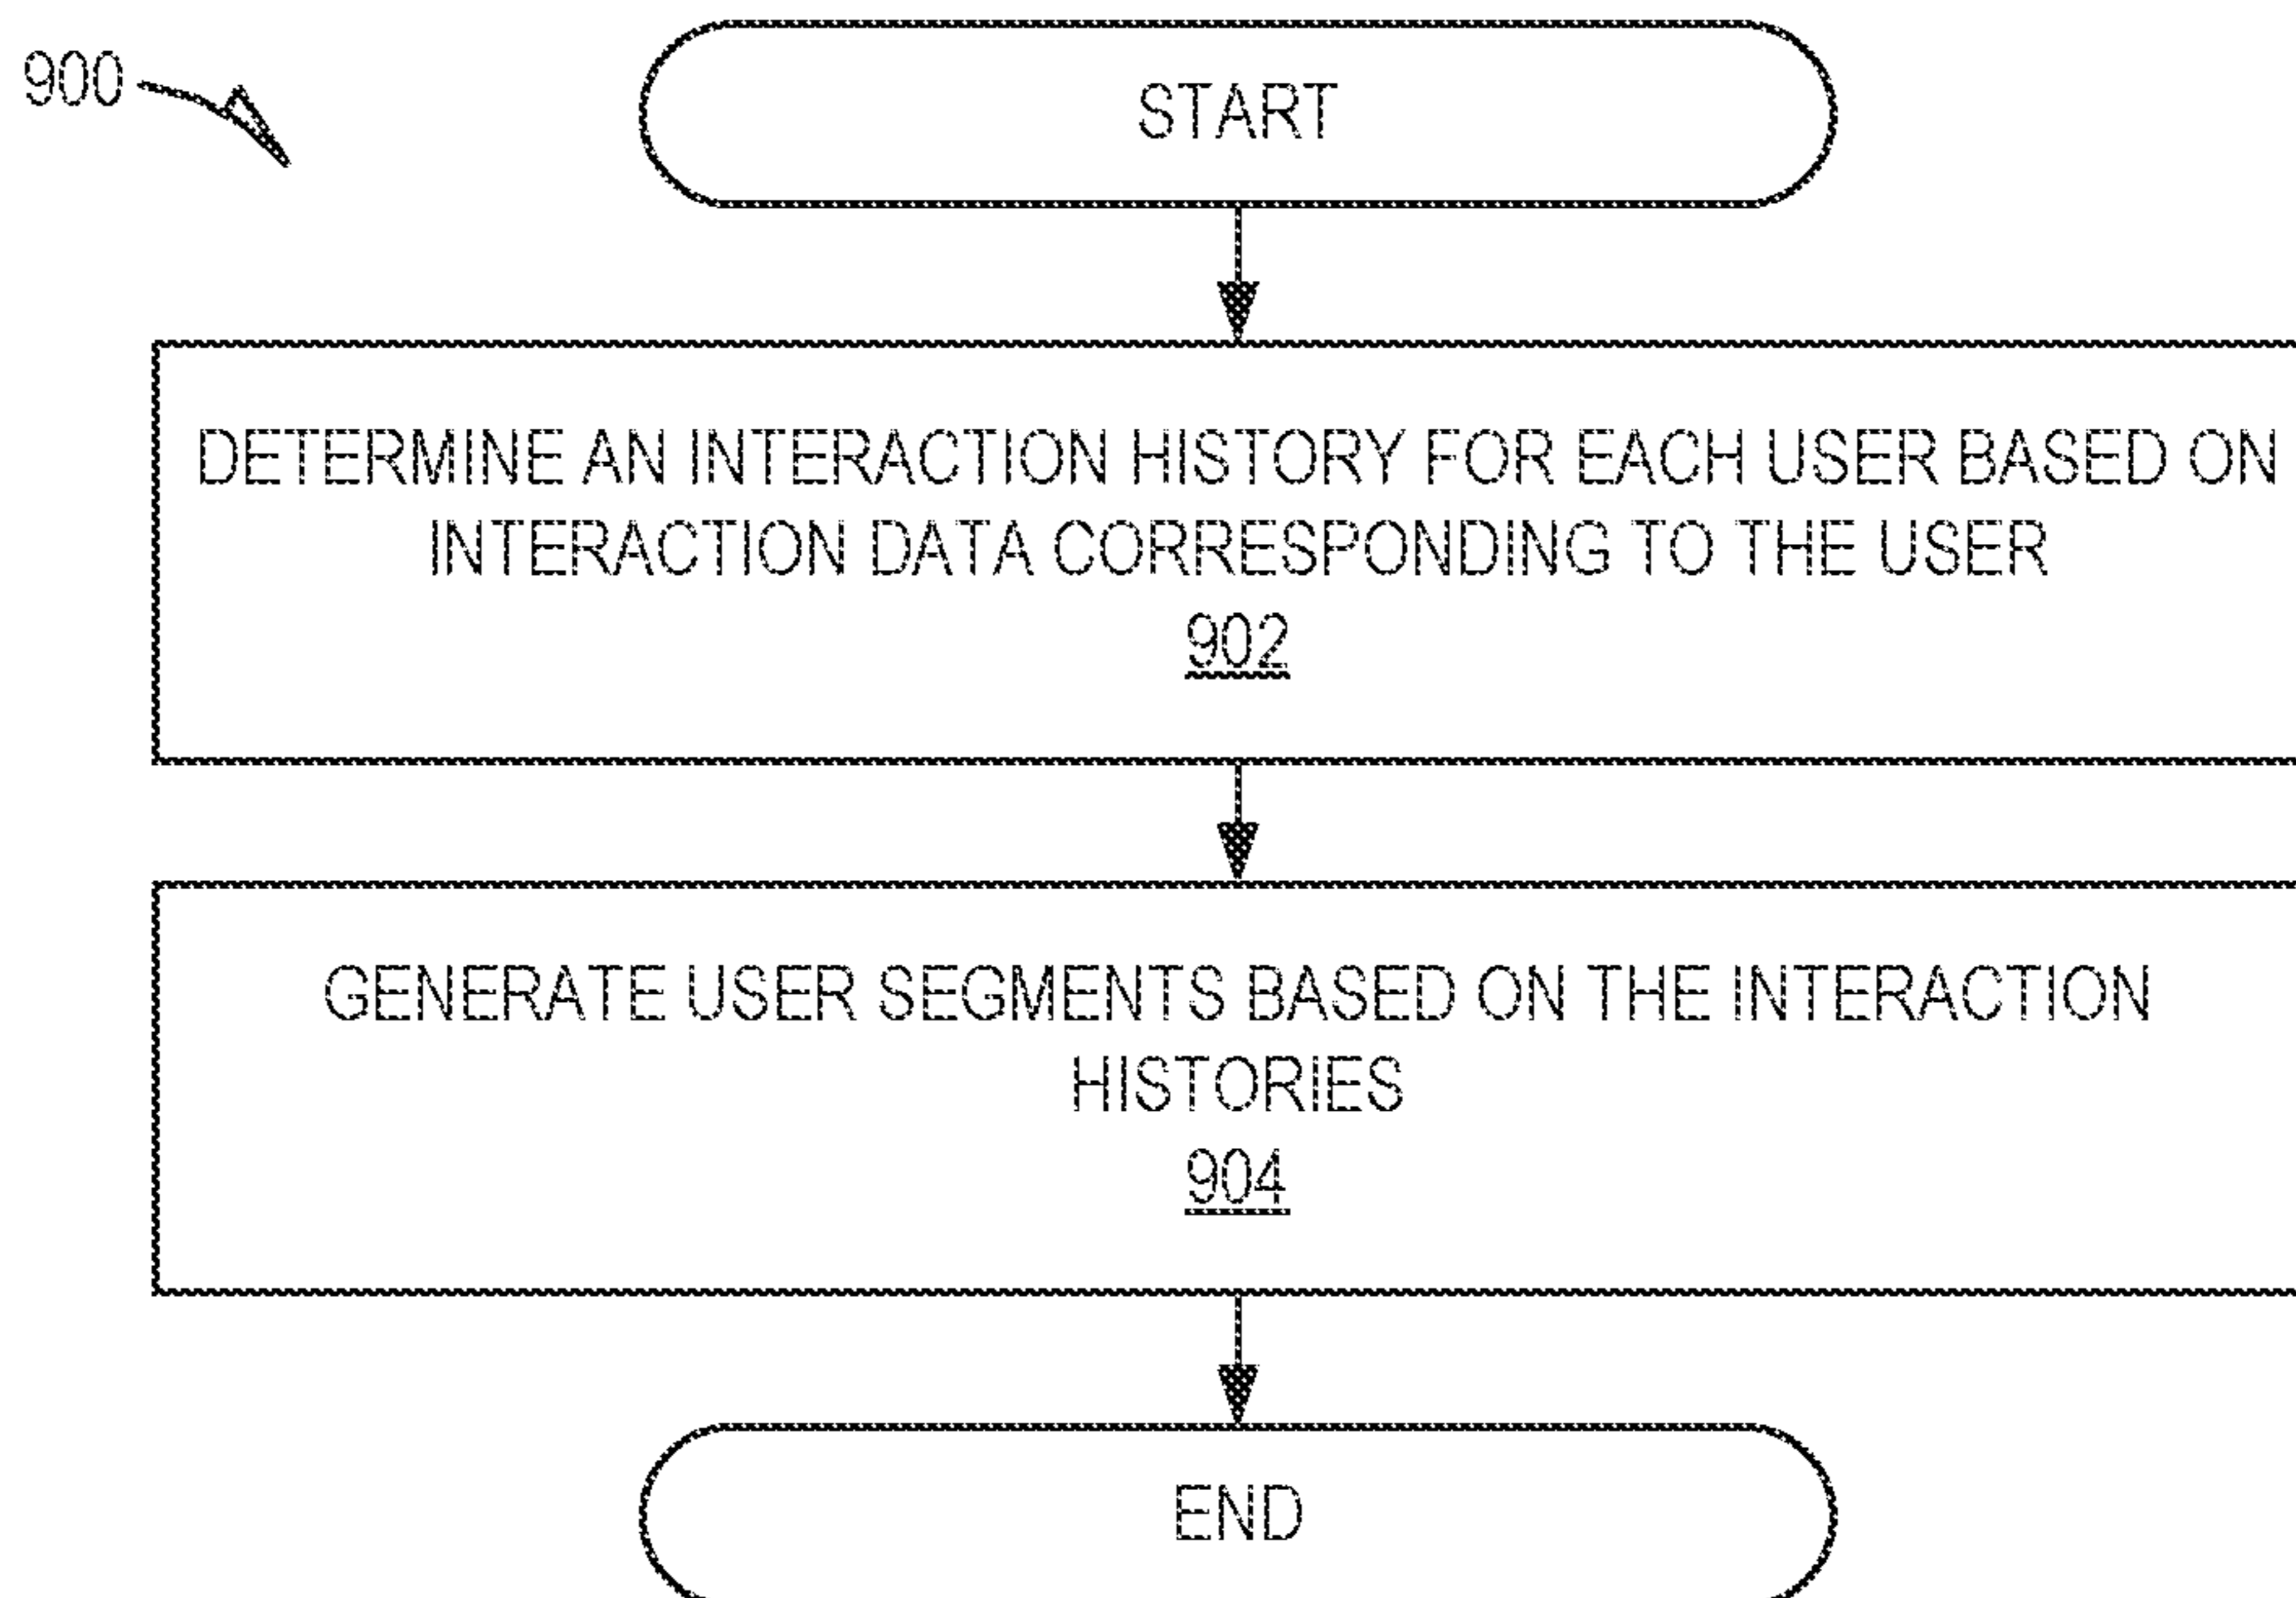 900
START
DETERMINE AN INTERACTION HISTORY FOR EACH USER BASED ON
INTERACTION DATA CORRESPONDING TO THE USER
902
GENERATE USER SEGMENTS BASED ON THE INTERACTION
HISTORIES
904
END